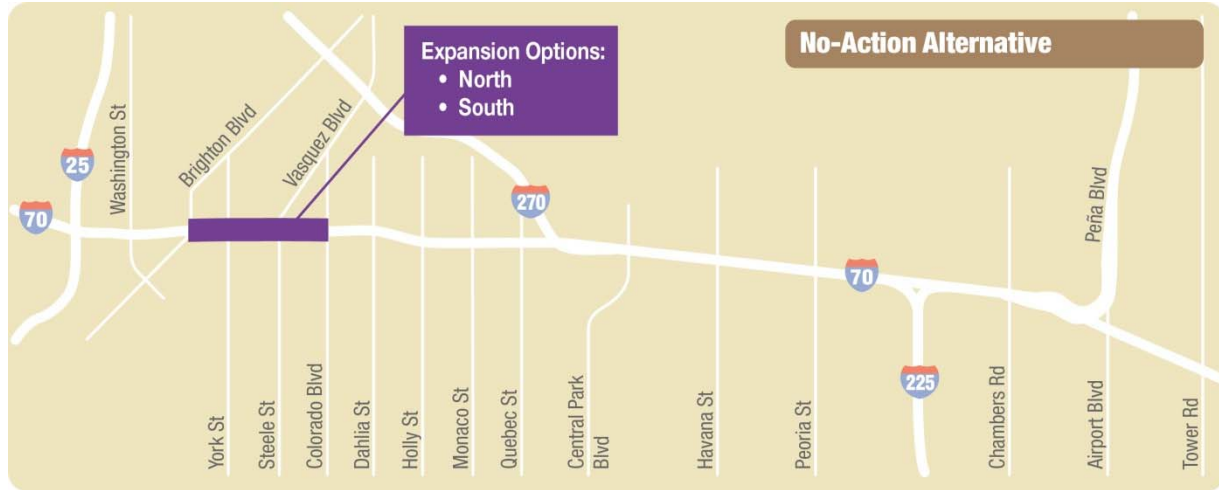 No-Action Alternative
Expansion Options:
• North
• South
Washington St
Brighton Blvd
Vasquez Blvd
Peña Blvd
25
70
270
70
225
York St
Steele St
Colorado Blvd
Dahlia St
Holly St
Monaco St
Quebec St
Central Park
Blvd
Havana St
Peoria St
Chambers Rd
Airport Blvd
Tower Rd